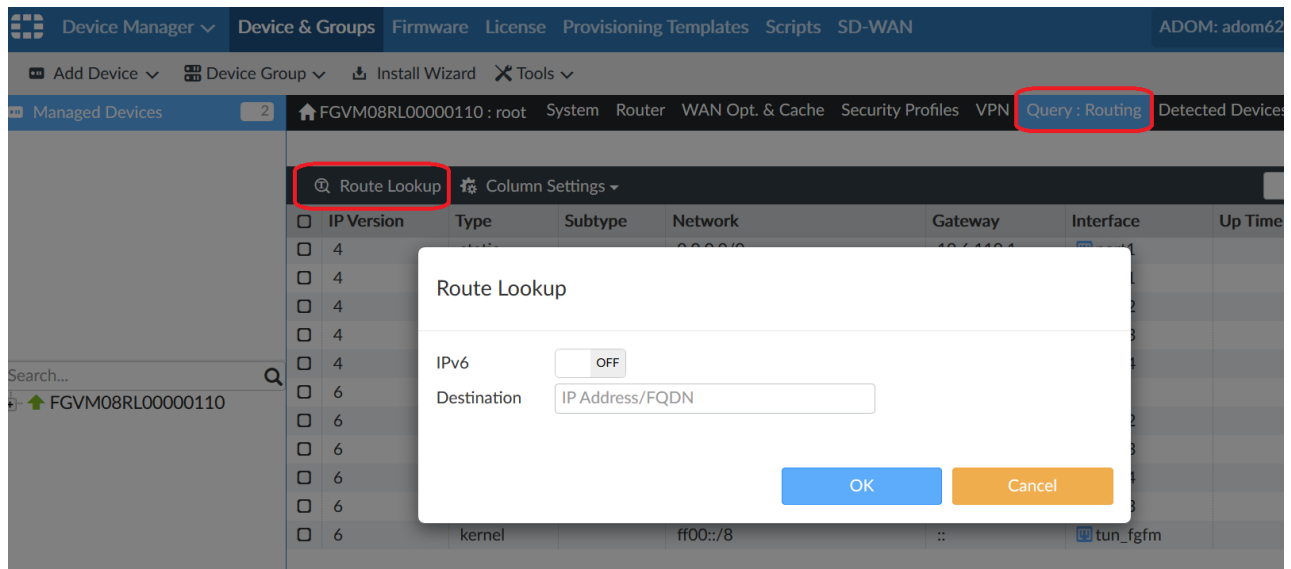 Device Manager Device & Groups Firmware License Provisioning Templates Scripts SD-WAN ADOM: adom62
Add Device Device Group Install Wizard Tools
Managed Devices 2 FGVM08RL00000110 : root System Router WAN Opt. & Cache Security Profiles VPN Query : Routing Detected Devices
Route Lookup Column Settings
IP Version Type Subtype Network Gateway Interface Up Time
4
4
4
4
4
6
6
6
6
6
6 kernel ff00::/8 :: tun_fgfm
Search...
FGVM08RL00000110
Route Lookup
IPv6 OFF
Destination IP Address/FQDN
OK Cancel